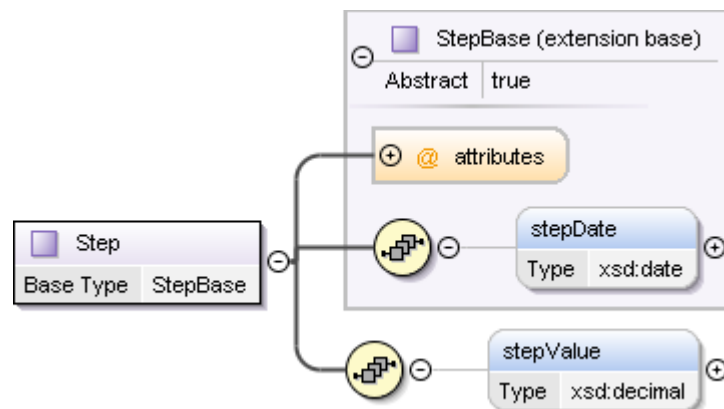 StepBase (extension base)
Abstract true
@ attributes
stepDate
Type xsd:date
Step
Base Type StepBase
stepValue
Type xsd:decimal